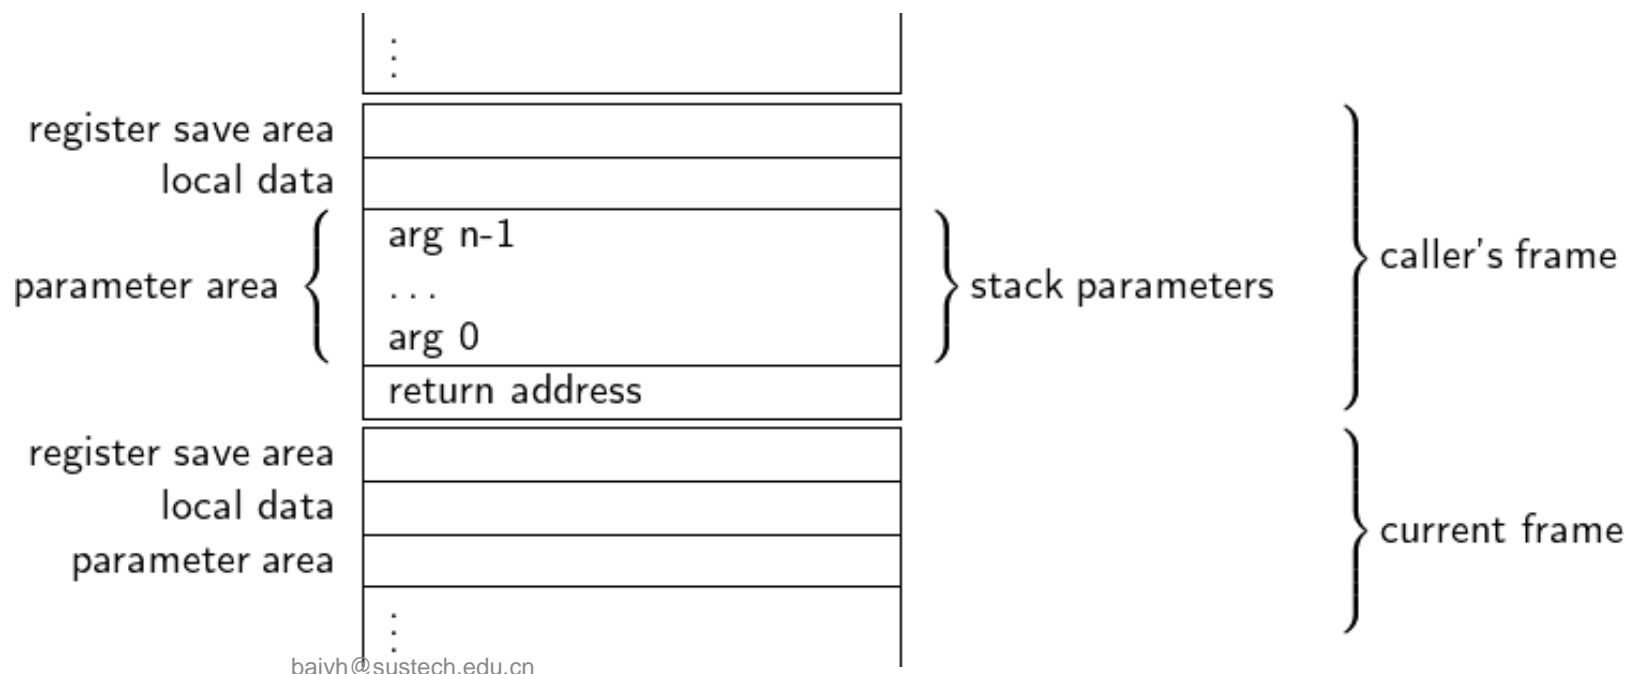 register save area
local data
arg n-1
parameter area
. . .
stack parameters
caller's frame
arg 0
return address
register save area
local data
current frame
parameter area
baiyh@sustech.edu.cn